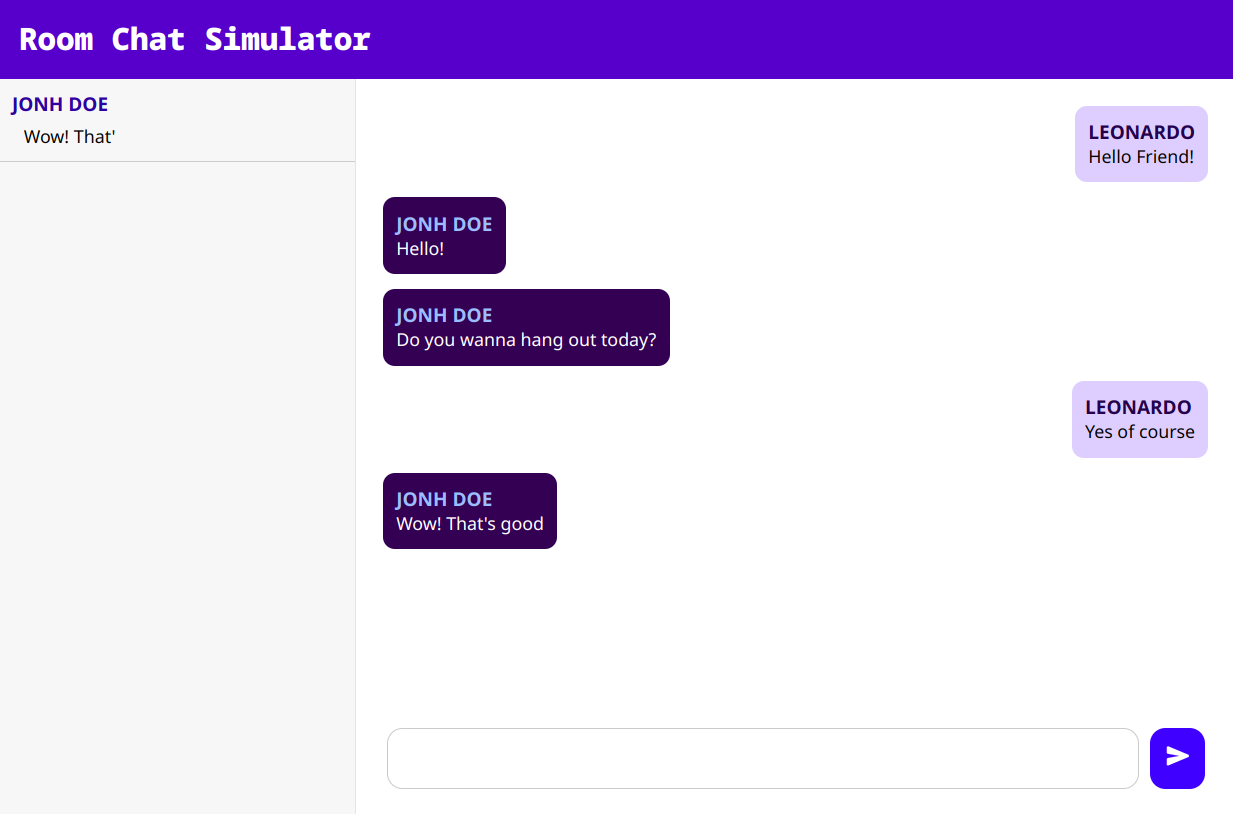 Room Chat Simulator
JONH DOE
Wow! That'
LEONARDO
Hello Friend!
JONH DOE
Hello!
JONH DOE
Do you wanna hang out today?
LEONARDO
Yes of course
JONH DOE
Wow! That's good